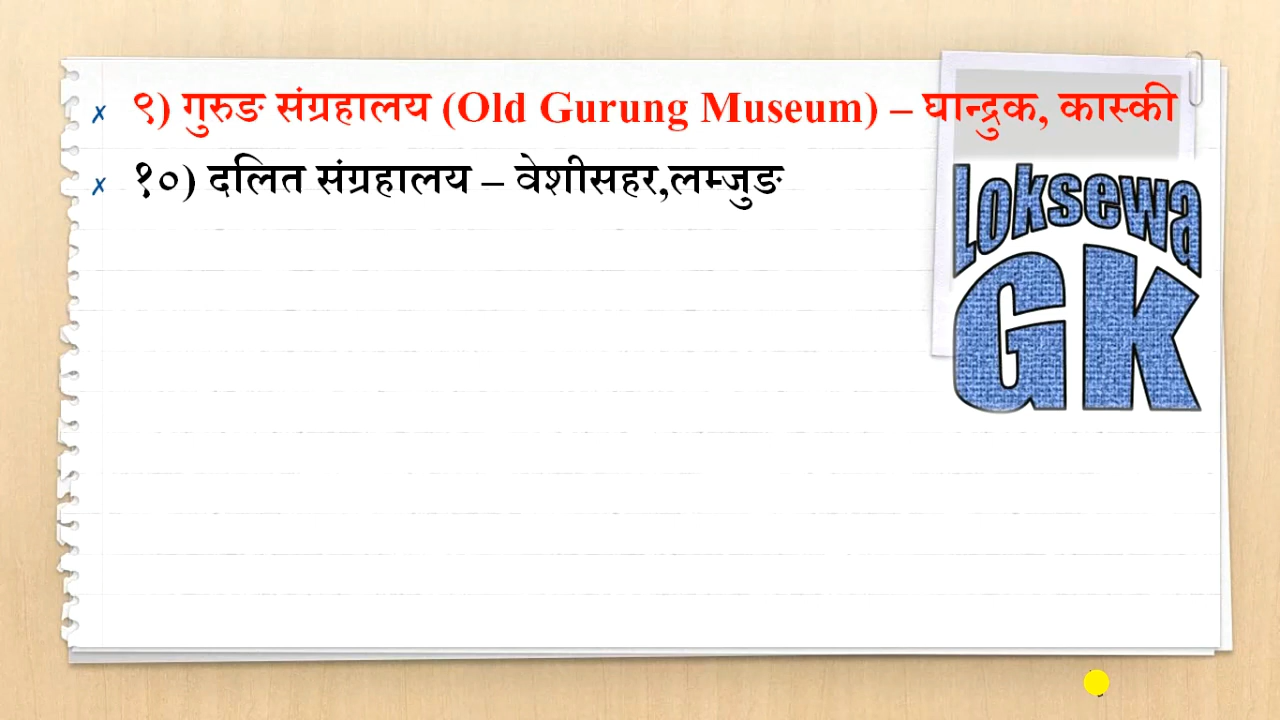 ९) गुरुङ संग्रहालय (Old Gurung Museum) – घान्द्रुक, कास्की
१०) दलित संग्रहालय – वेशीसहर,लम्जुङ
Loksewa
GK